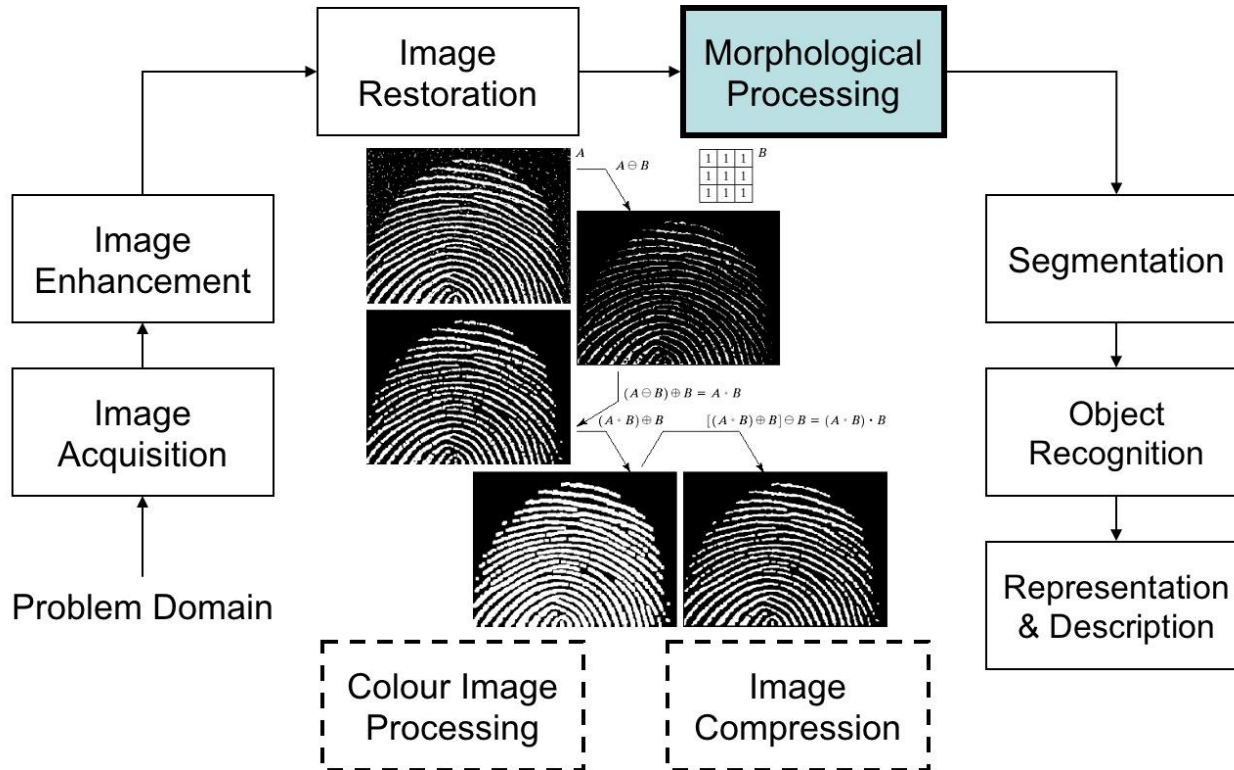 Image
Restoration
Morphological
Processing
Image
Enhancement
Image
Acquisition
Problem Domain
A
A ⊖ B
1 1 1
1 1 1
1 1 1
B
(A ⊖ B) ⊕ B = A ∘ B
(A ∘ B) ⊕ B
[(A ∘ B) ⊕ B] ⊖ B = (A ∘ B) • B
Segmentation
Object
Recognition
Representation
& Description
Colour Image
Processing
Image
Compression